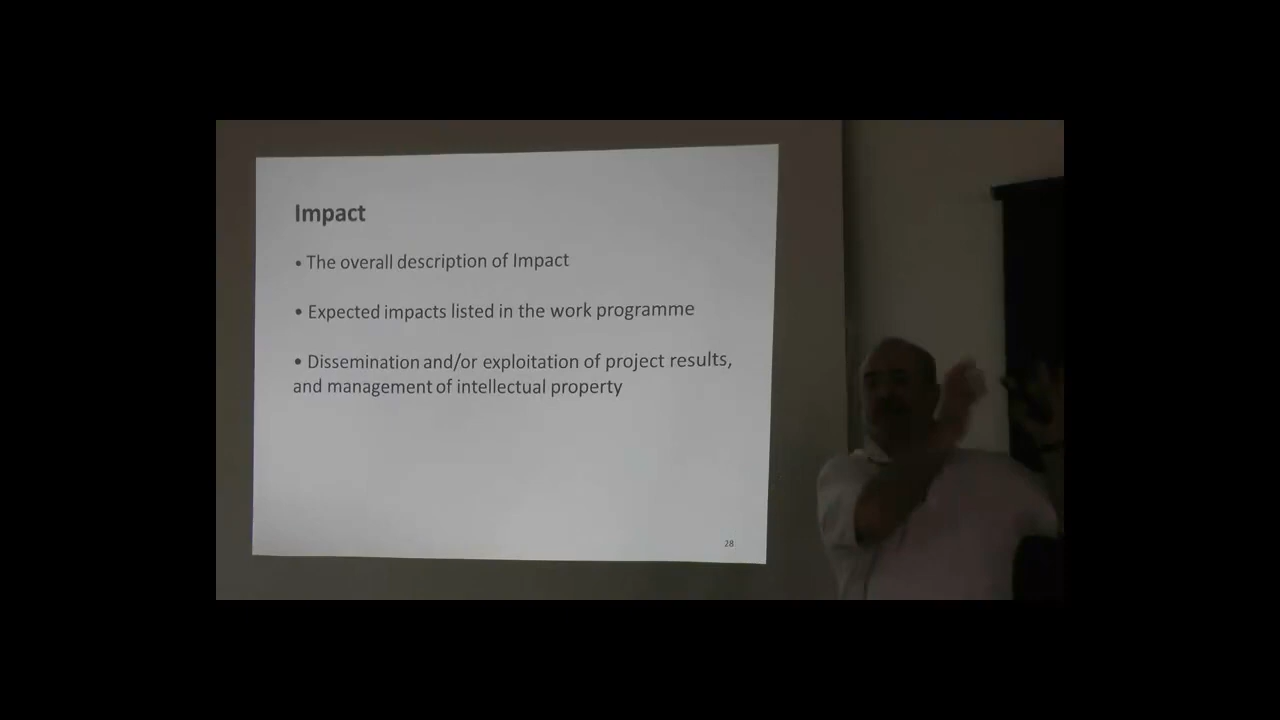 Impact
• The overall description of Impact
• Expected impacts listed in the work programme
• Dissemination and/or exploitation of project results,
and management of intellectual property
28